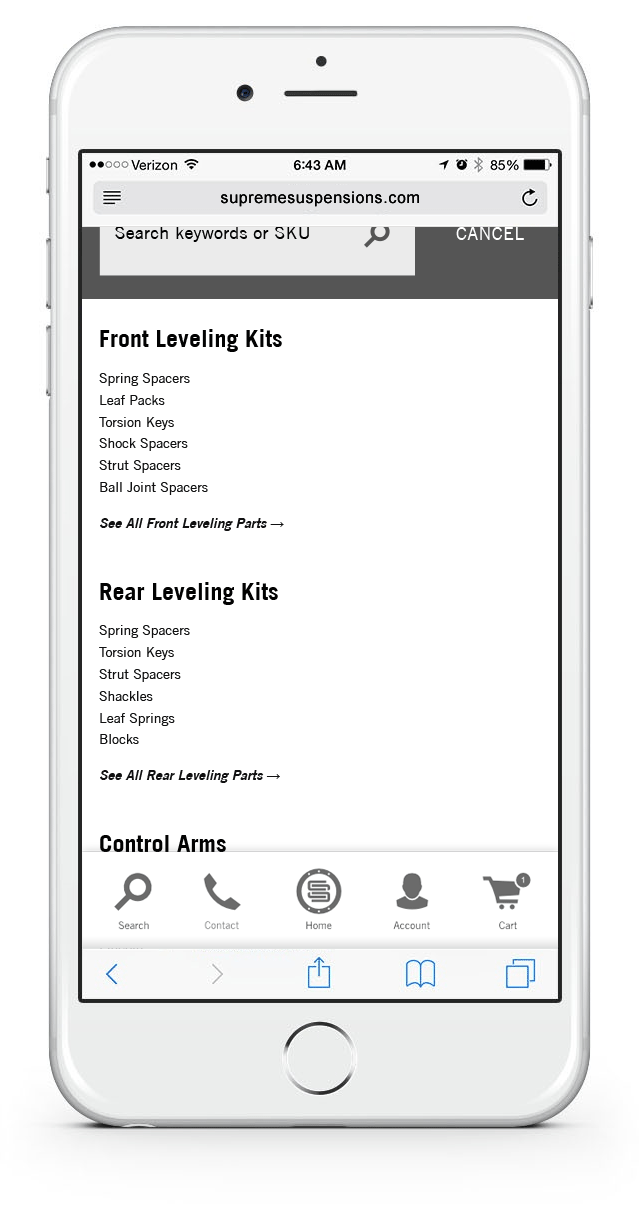 Verizon 6:43 AM 85%
supremesuspensions.com
Search keywords or SKU CANCEL
Front Leveling Kits
Spring Spacers
Leaf Packs
Torsion Keys
Shock Spacers
Strut Spacers
Ball Joint Spacers
See All Front Leveling Parts →
Rear Leveling Kits
Spring Spacers
Torsion Keys
Strut Spacers
Shackles
Leaf Springs
Blocks
See All Rear Leveling Parts →
Control Arms
1
Search Contact Home Account Cart